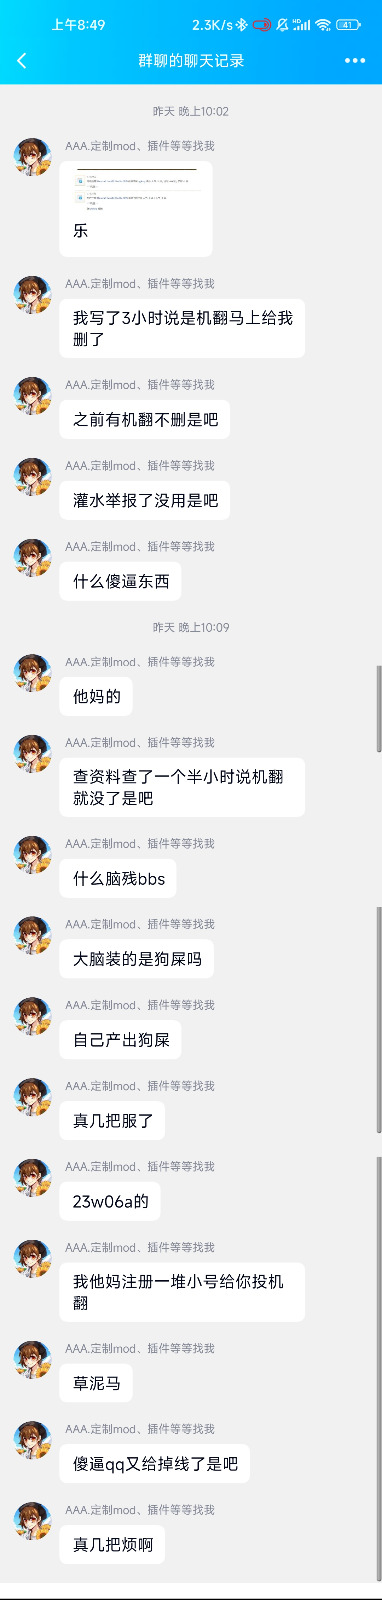 上午8:49
2.3K/s
HD
41
群聊的聊天记录
昨天 晚上10:02
AAA.定制mod、插件等等找我
乐
AAA.定制mod、插件等等找我
我写了3小时说是机翻马上给我
删了
AAA.定制mod、插件等等找我
之前有机翻不删是吧
AAA.定制mod、插件等等找我
灌水举报了没用是吧
AAA.定制mod、插件等等找我
什么傻逼东西
昨天 晚上10:09
AAA.定制mod、插件等等找我
他妈的
AAA.定制mod、插件等等找我
查资料查了一个半小时说机翻
就没了是吧
AAA.定制mod、插件等等找我
什么脑残bbs
AAA.定制mod、插件等等找我
大脑装的是狗屎吗
AAA.定制mod、插件等等找我
自己产出狗屎
AAA.定制mod、插件等等找我
真几把服了
AAA.定制mod、插件等等找我
23w06a的
AAA.定制mod、插件等等找我
我他妈注册一堆小号给你投机
翻
AAA.定制mod、插件等等找我
草泥马
AAA.定制mod、插件等等找我
傻逼qq又给掉线了是吧
AAA.定制mod、插件等等找我
真几把烦啊